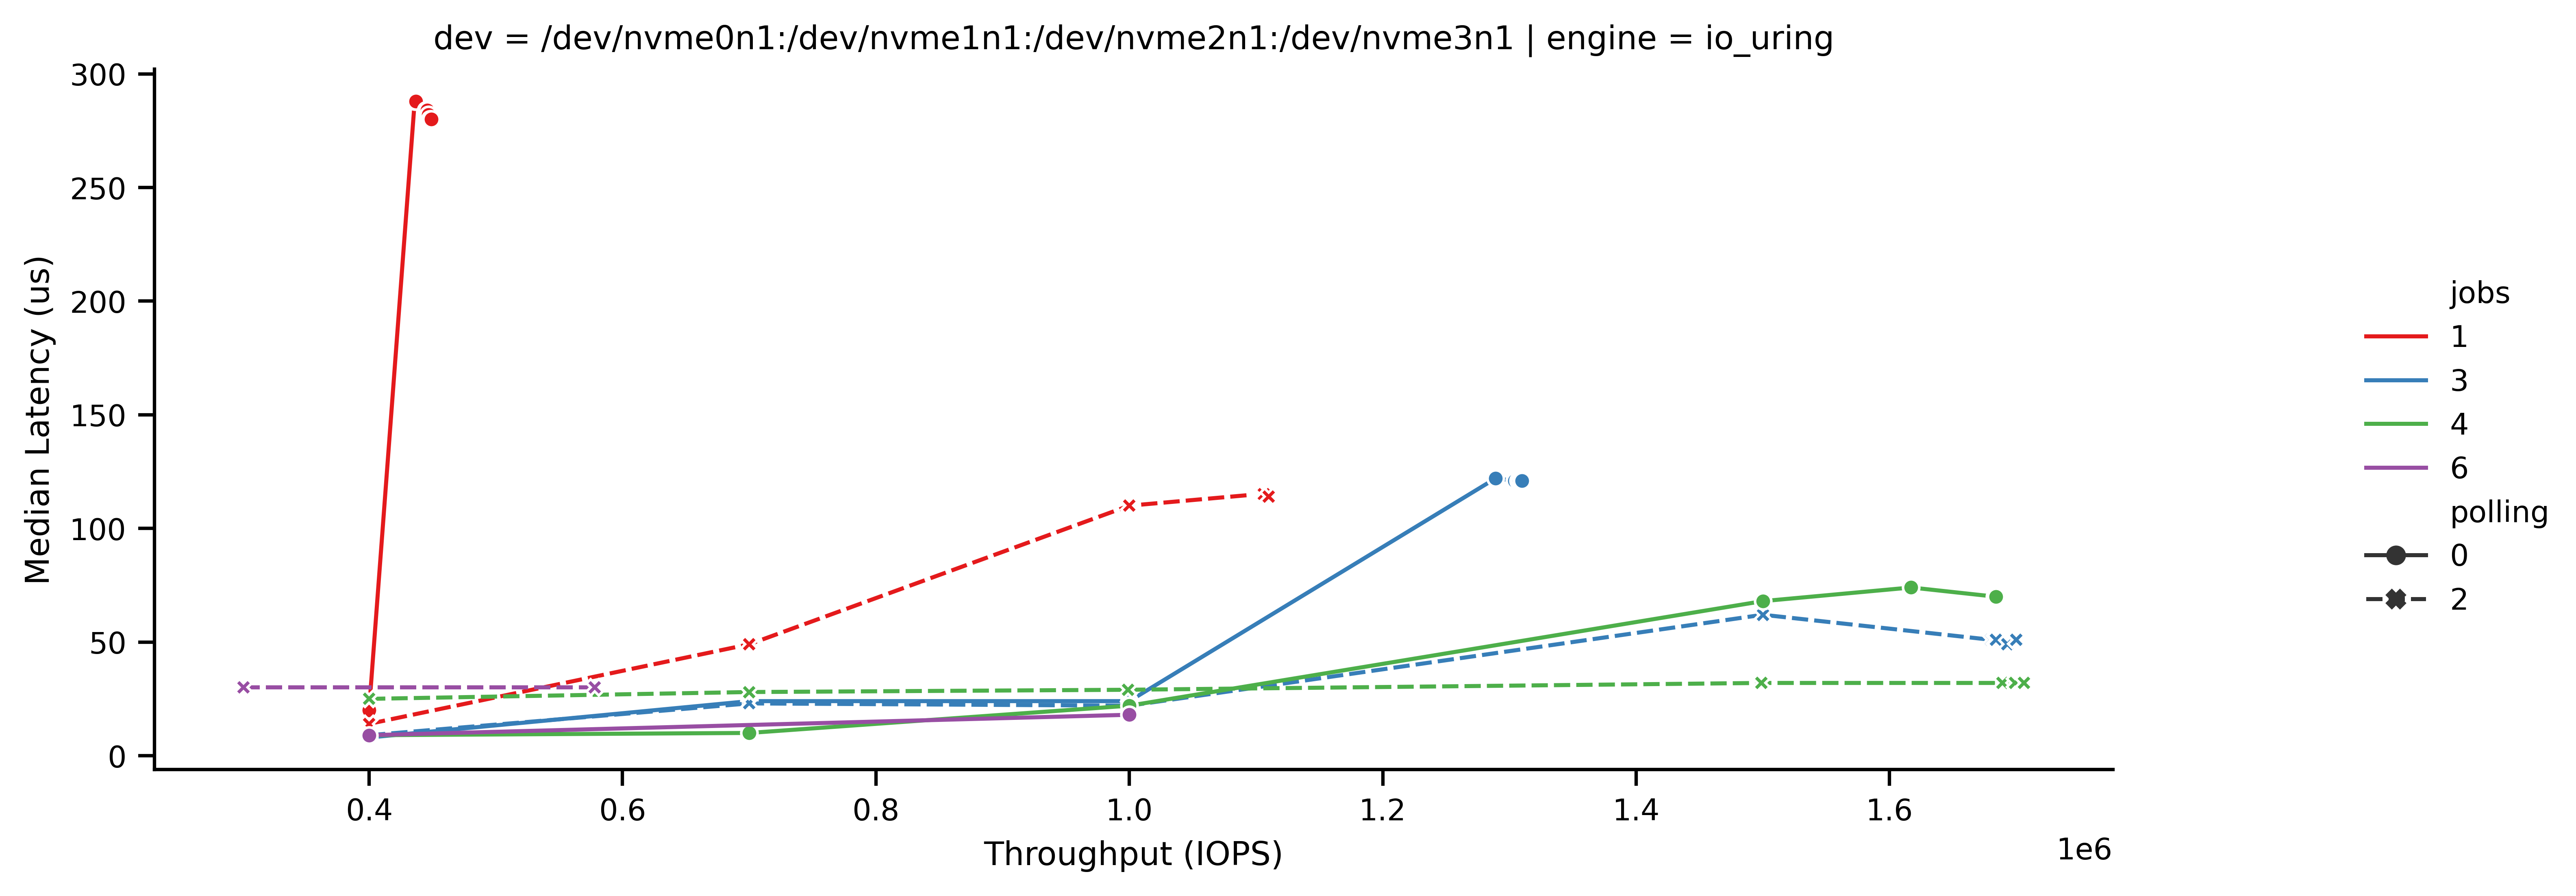 dev = /dev/nvme0n1:/dev/nvme1n1:/dev/nvme2n1:/dev/nvme3n1 | engine = io_uring
300
250
200
150
100
50
0
Median Latency (us)
0.4 0.6 0.8 1.0 1.2 1.4 1.6
1e6
Throughput (IOPS)
jobs
1
3
4
6
polling
0
2